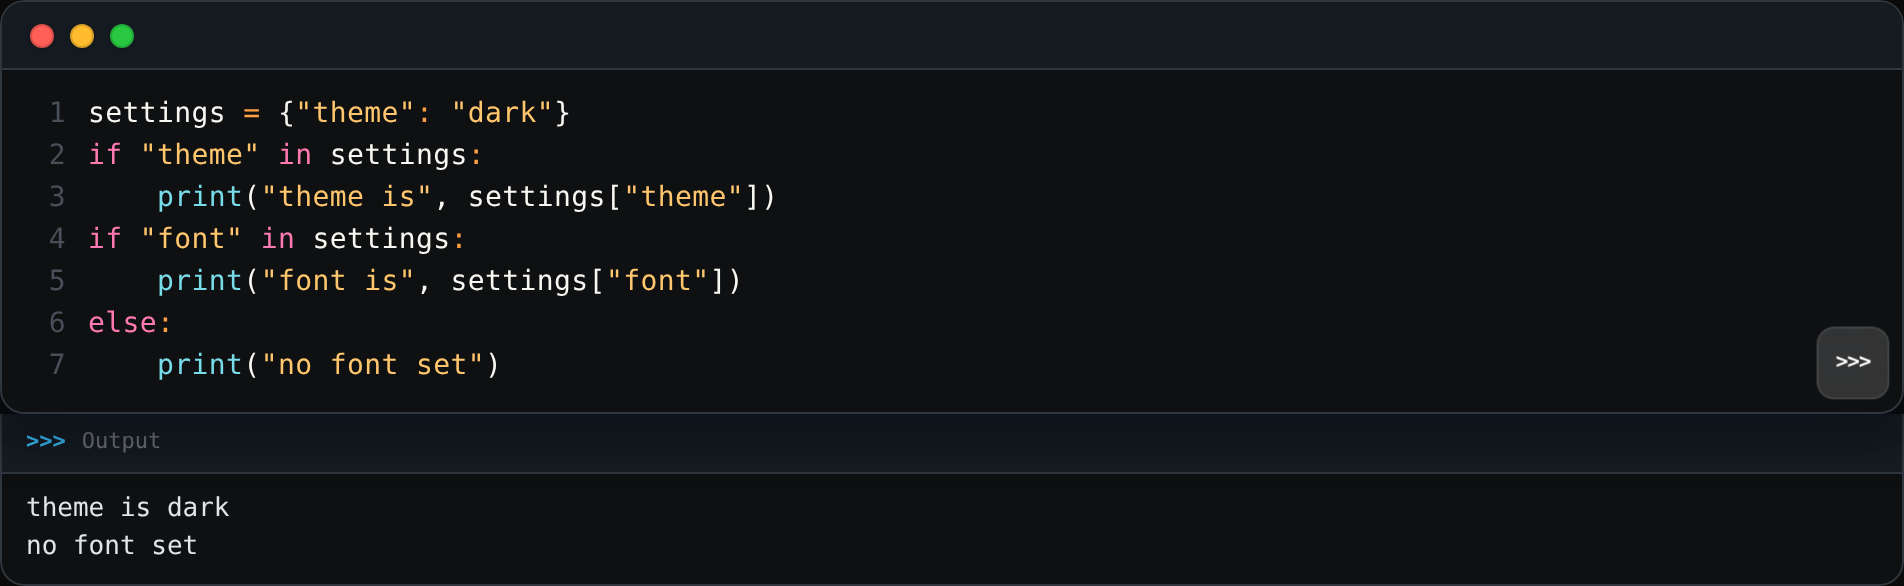 1 settings = {"theme": "dark"}
2 if "theme" in settings:
3     print("theme is", settings["theme"])
4 if "font" in settings:
5     print("font is", settings["font"])
6 else:
7     print("no font set")
>>>
>>> Output
theme is dark
no font set